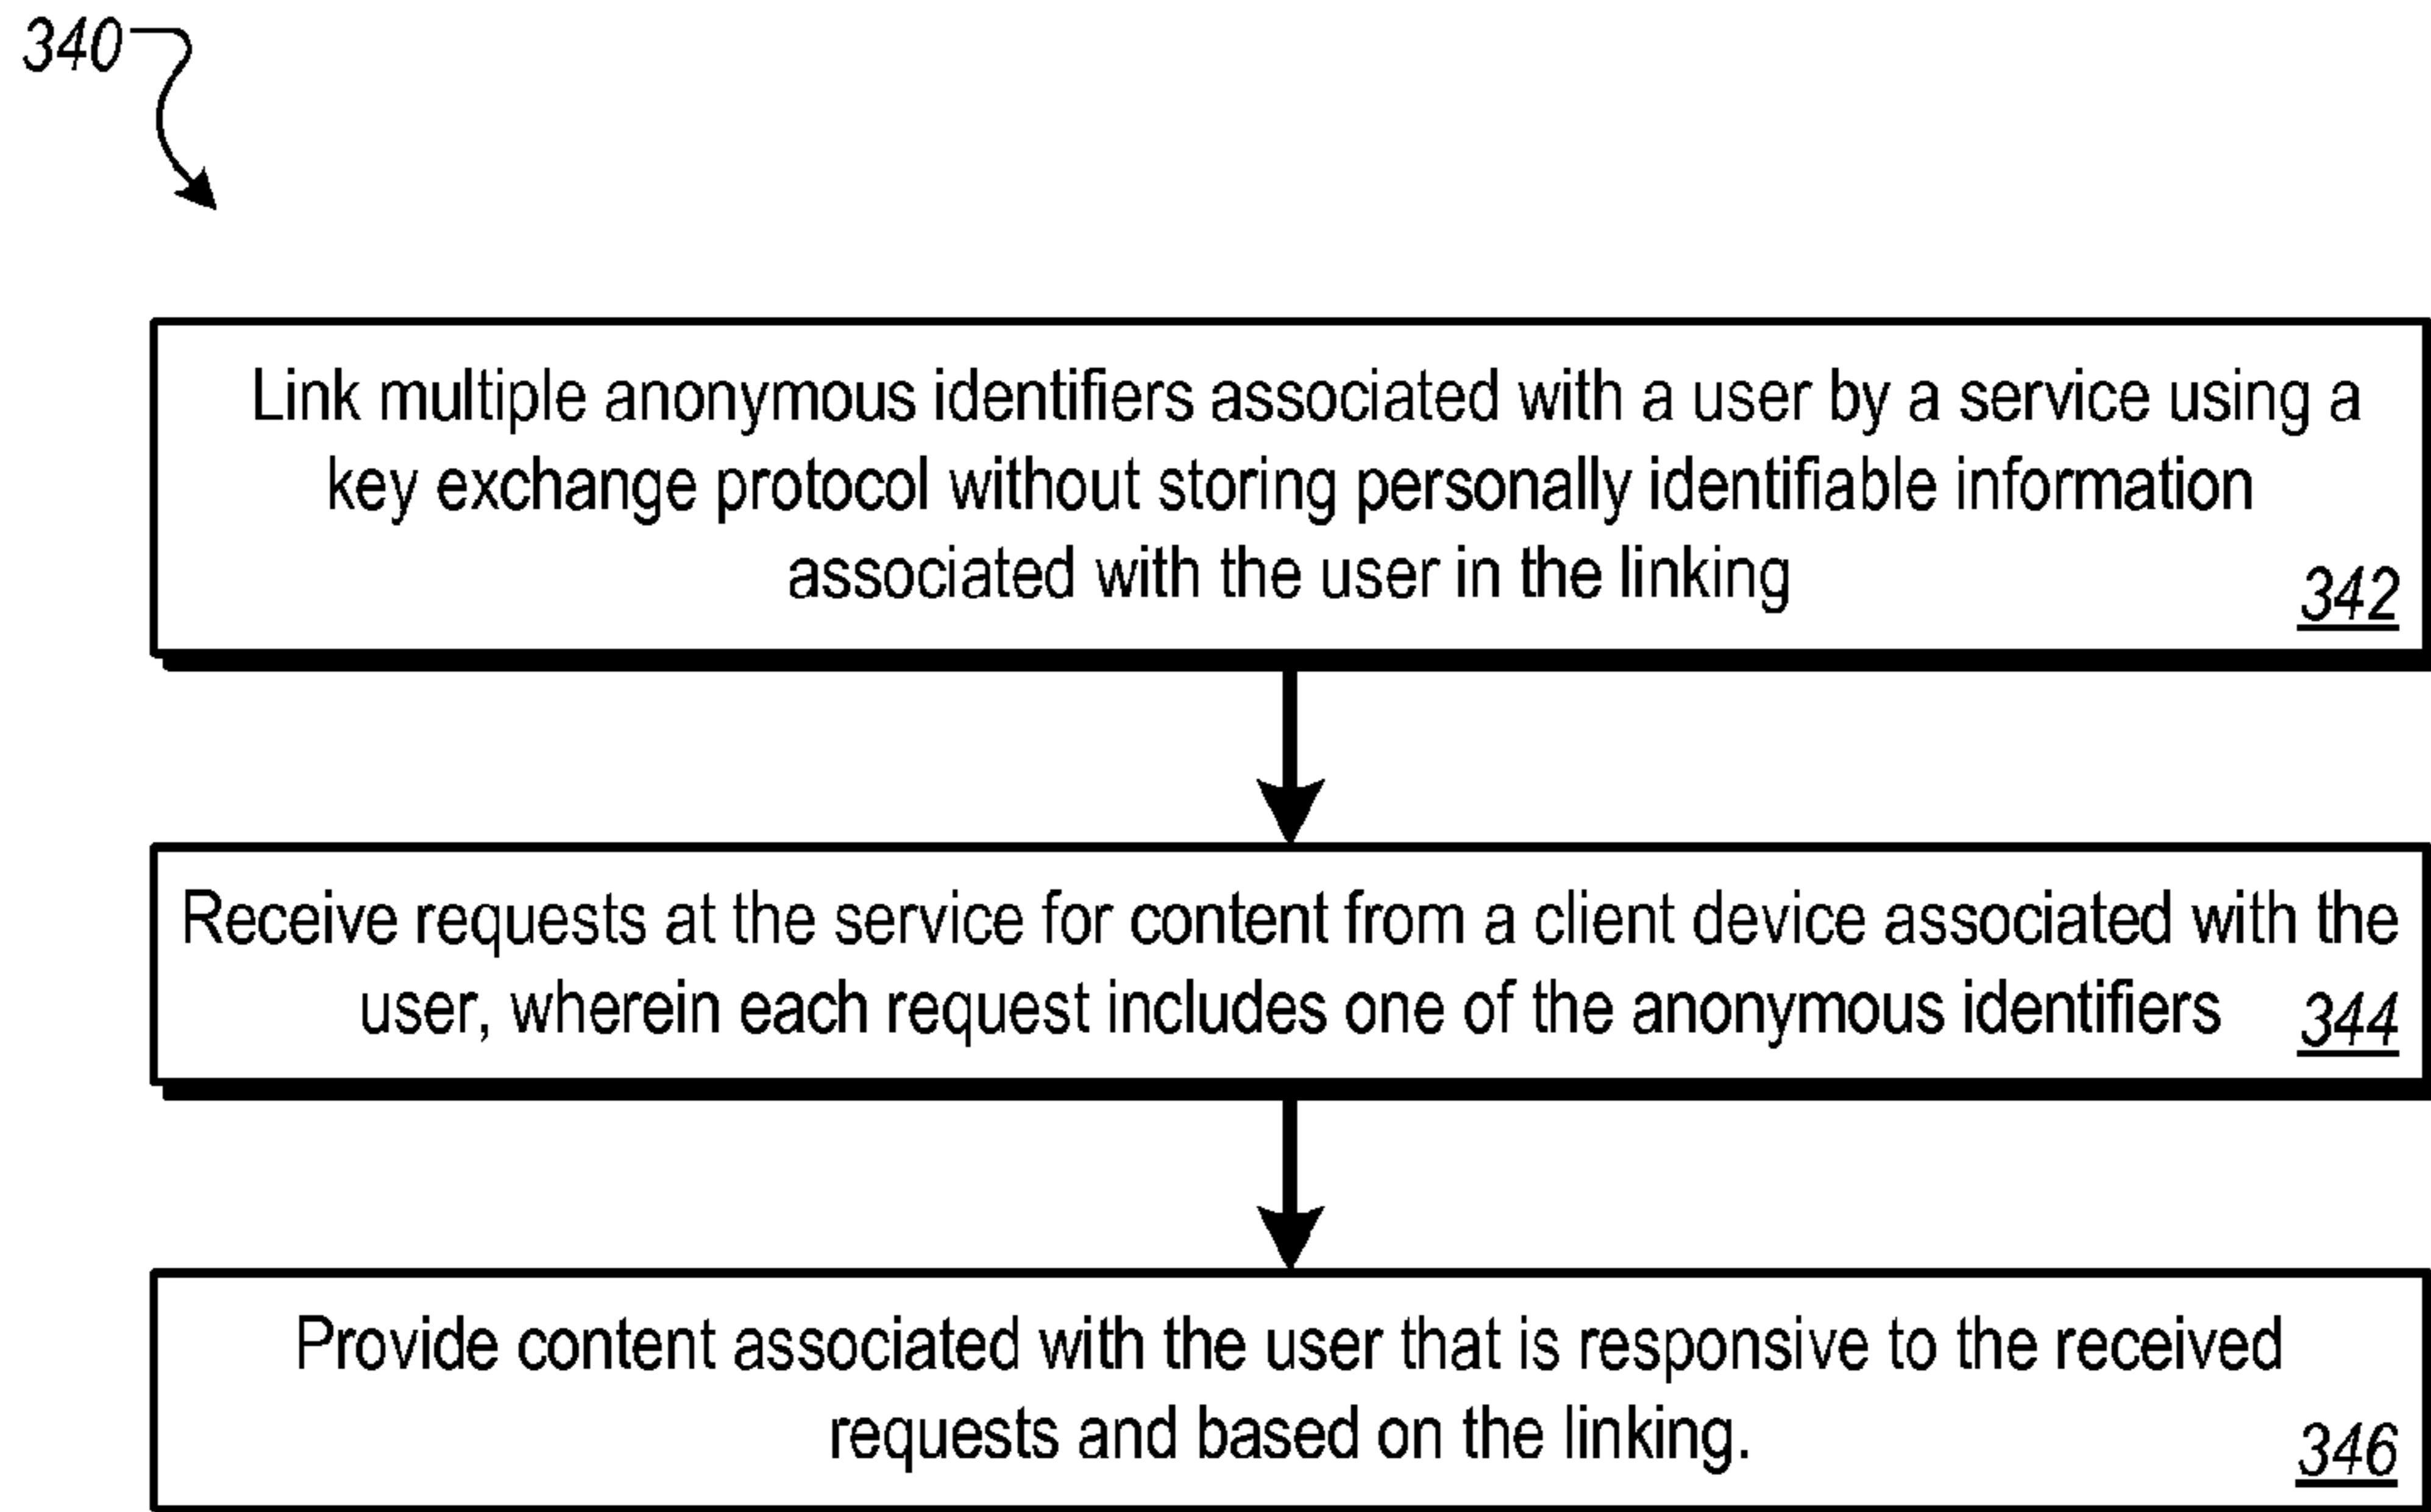 340
Link multiple anonymous identifiers associated with a user by a service using a
key exchange protocol without storing personally identifiable information
associated with the user in the linking
342
Receive requests at the service for content from a client device associated with the
user, wherein each request includes one of the anonymous identifiers
344
Provide content associated with the user that is responsive to the received
requests and based on the linking.
346